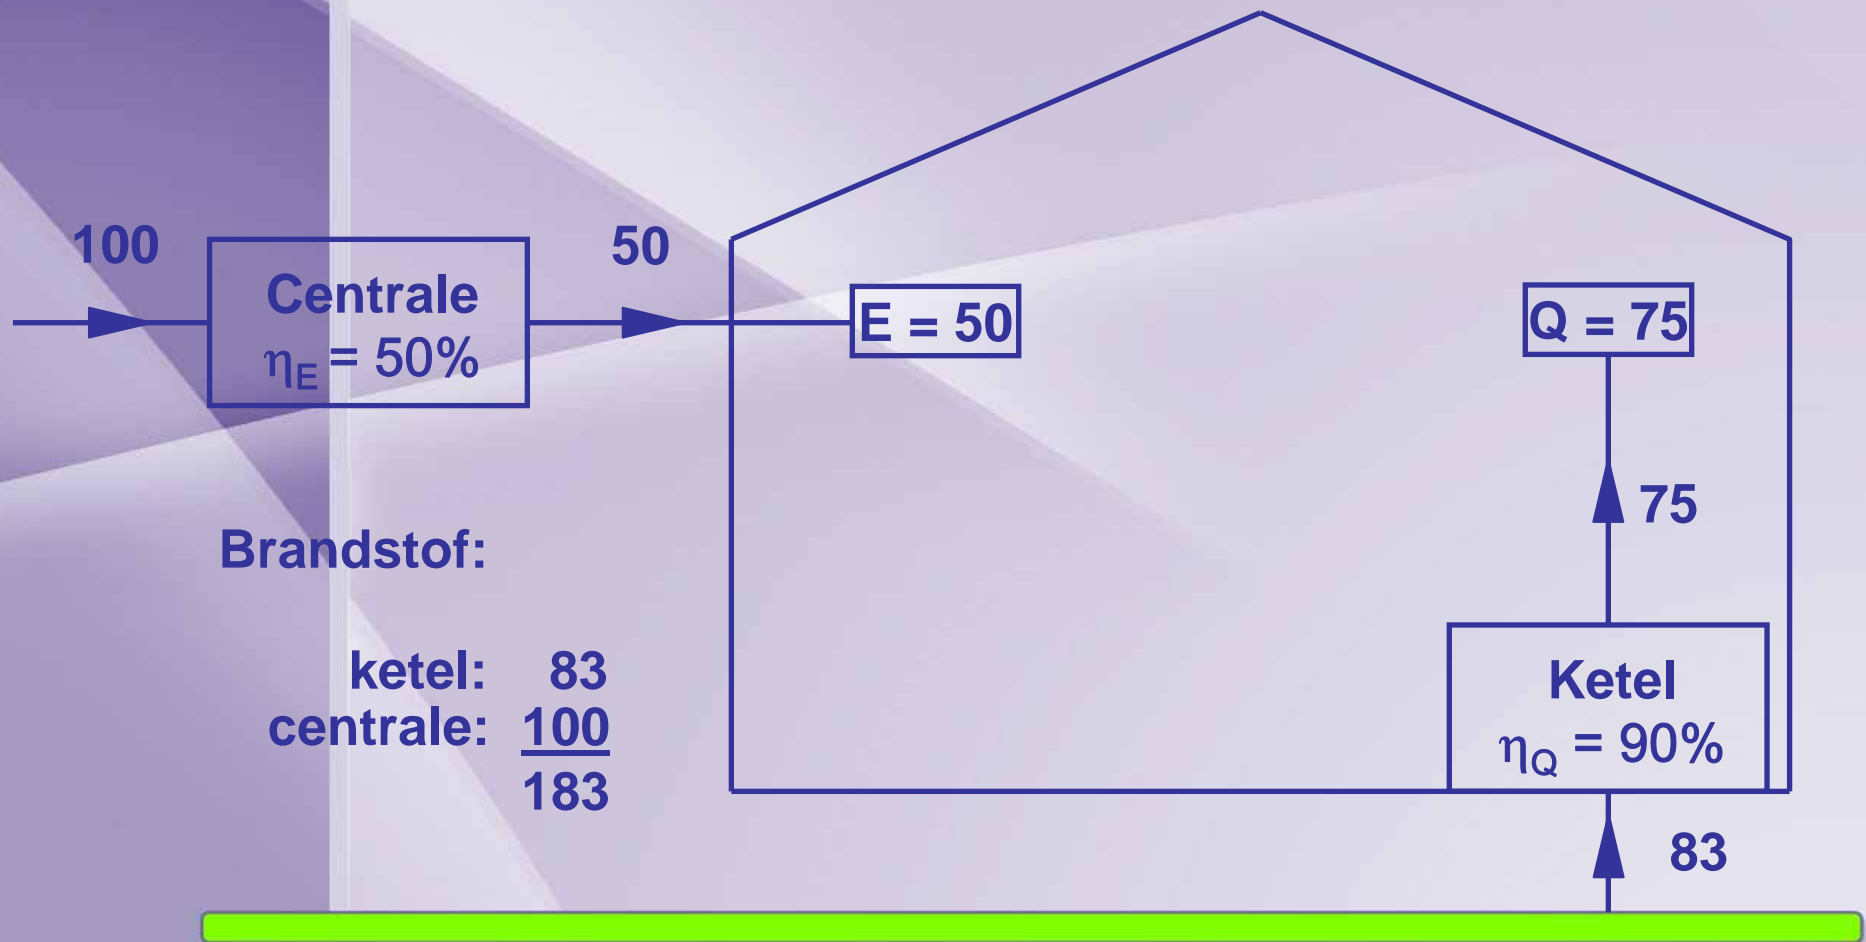 100
Centrale
ηE = 50%
50
E = 50
Q = 75
75
Brandstof:
ketel: 83
centrale: 100
183
Ketel
ηQ = 90%
83